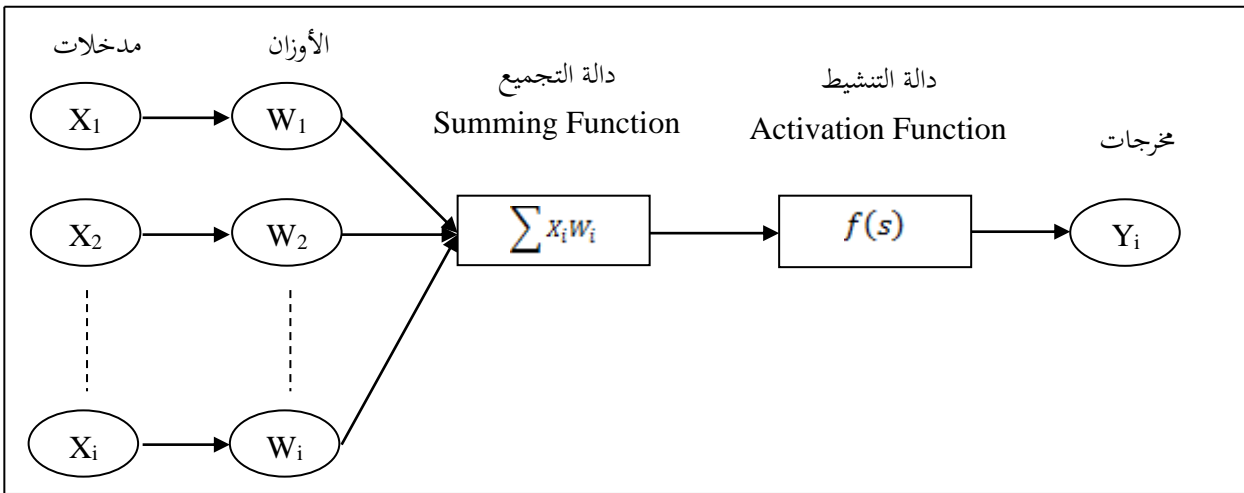 مدخلات
الأوزان
دالة التجميع
Summing Function
دالة التنشيط
Activation Function
مخرجات
X₁
W₁
X₂
W₂
∑ xᵢwᵢ
f(s)
Yᵢ
Xᵢ
Wᵢ